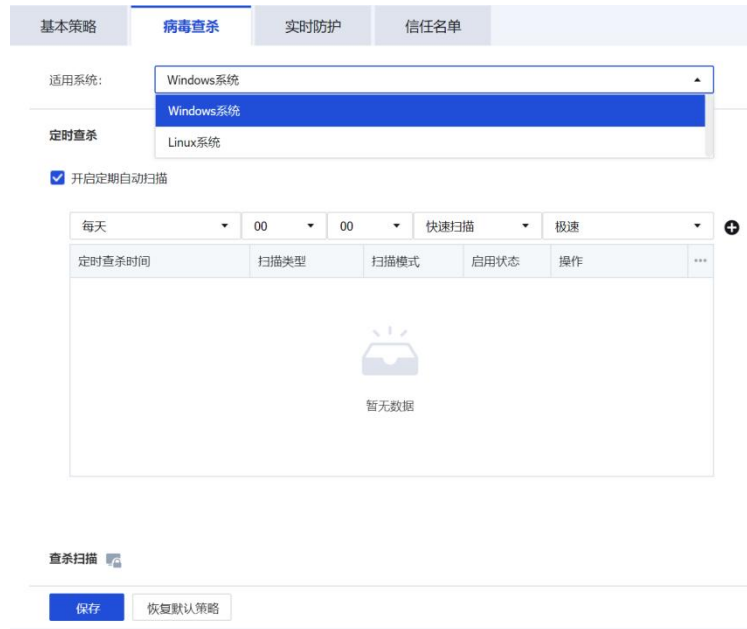 基本策略 病毒查杀 实时防护 信任名单
适用系统: Windows系统
Windows系统
定时查杀
Linux系统
开启定期自动扫描
每天 00 00 快速扫描 极速
定时查杀时间 扫描类型 扫描模式 启用状态 操作 ...
暂无数据
查杀扫描
保存 恢复默认策略